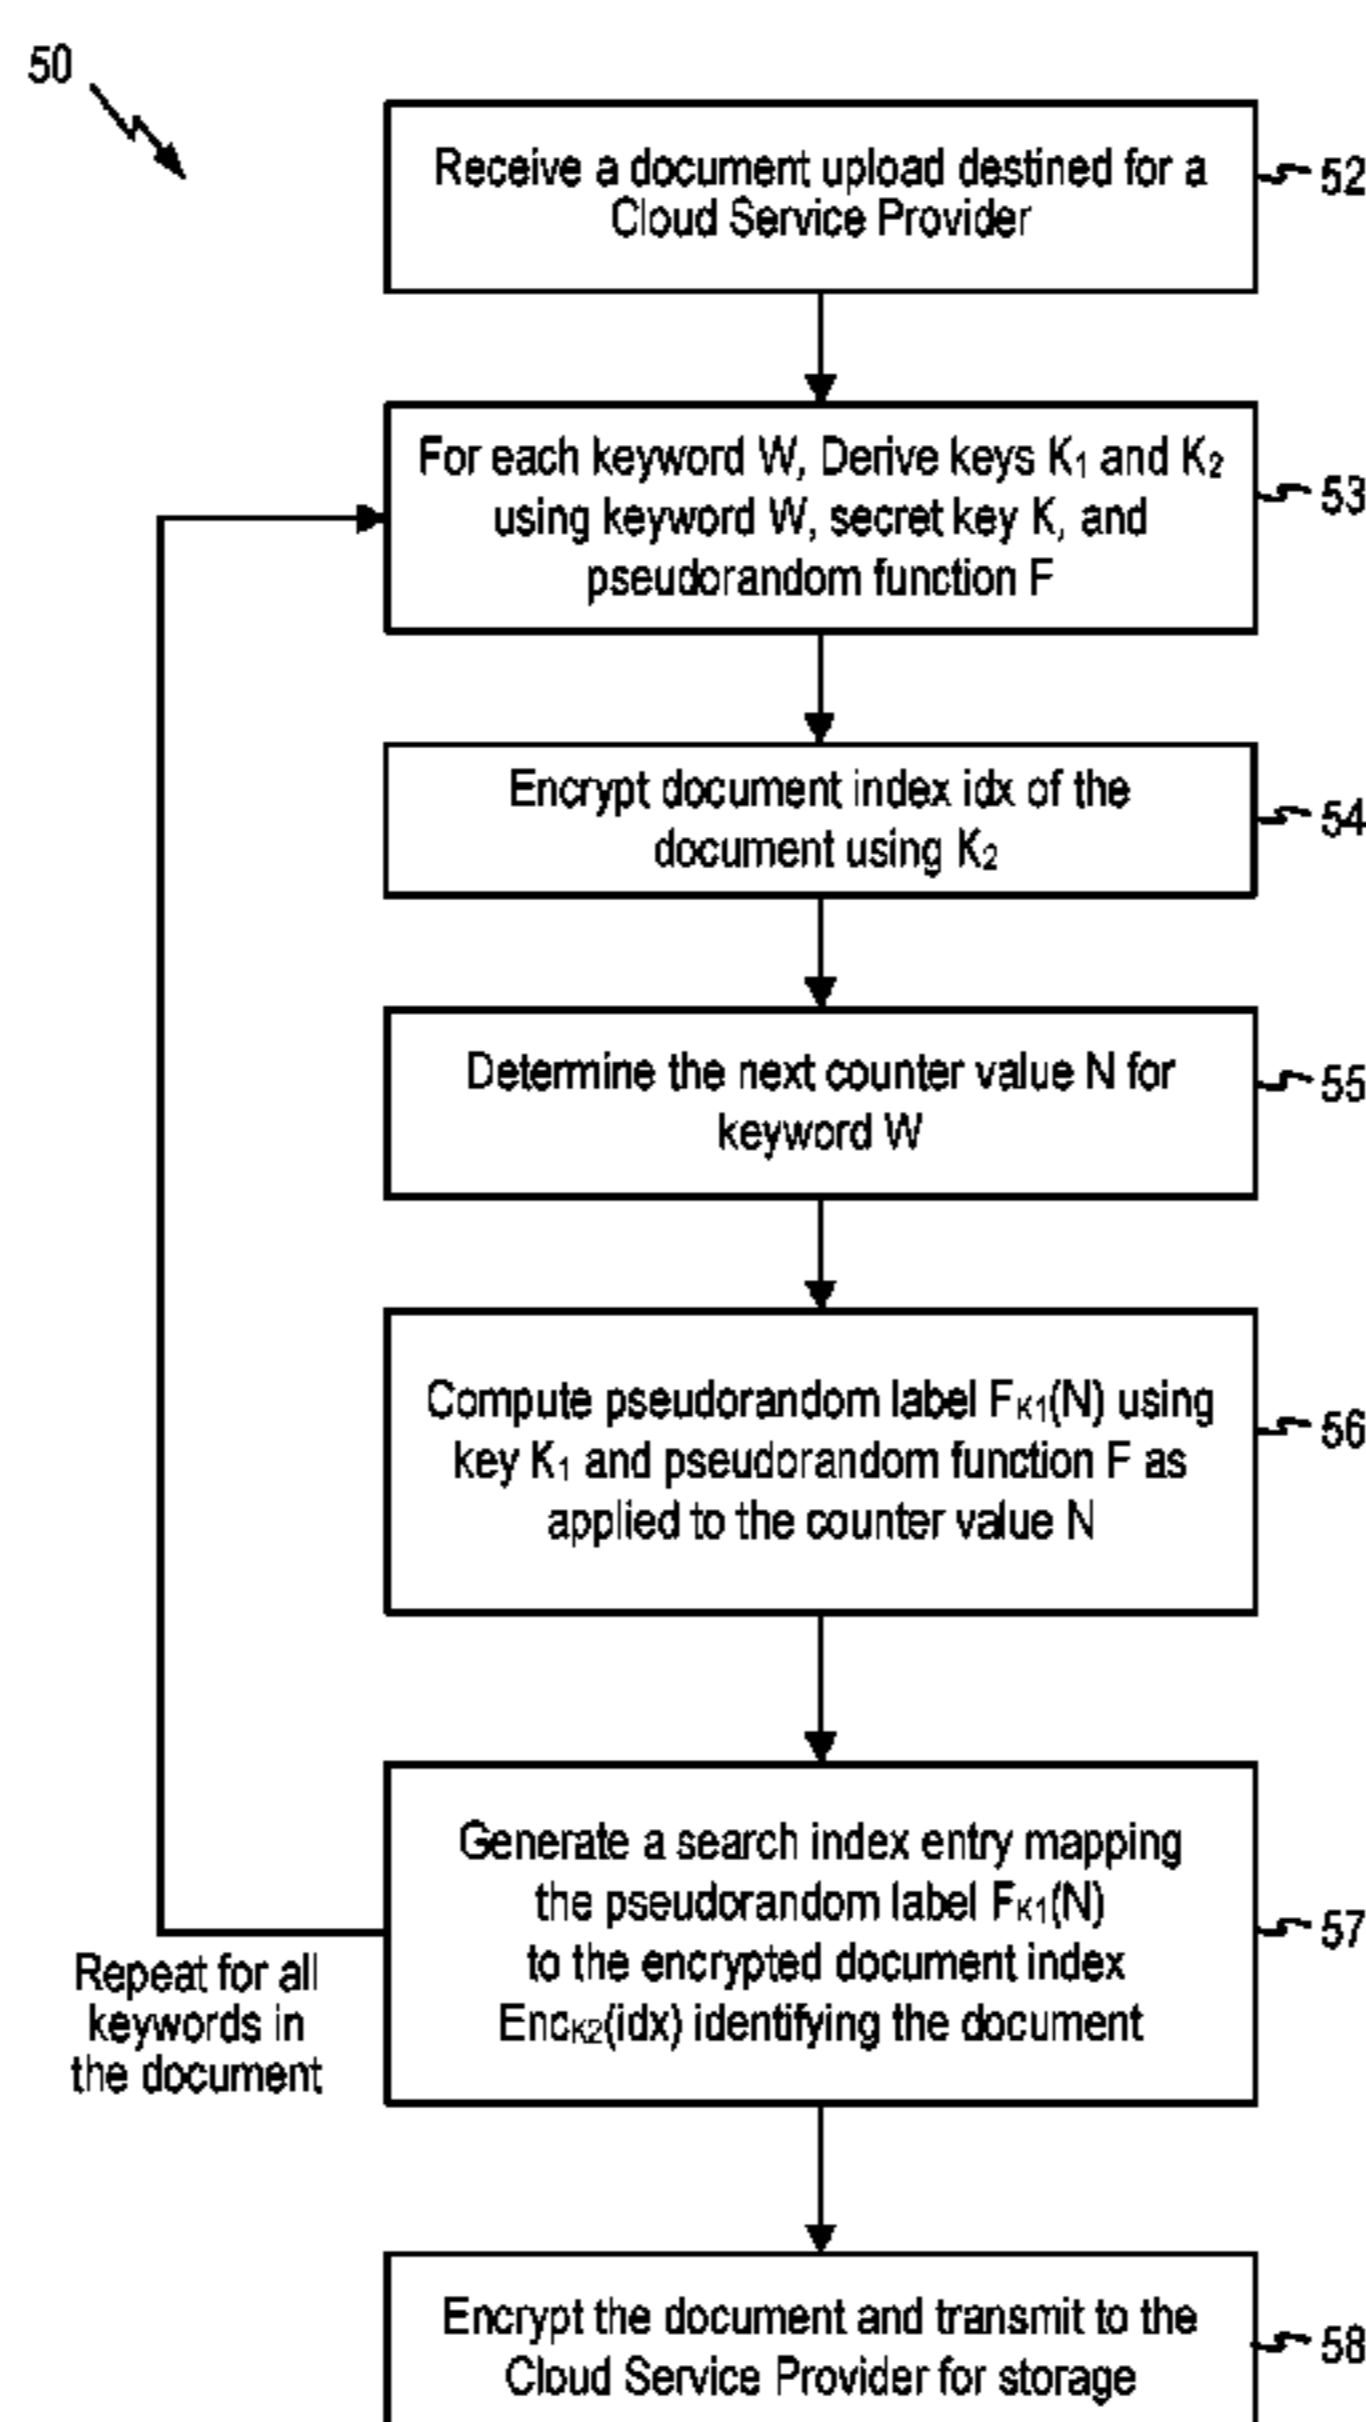 50
Receive a document upload destined for a
Cloud Service Provider
52
For each keyword W, Derive keys K₁ and K₂
using keyword W, secret key K, and
pseudorandom function F
53
Encrypt document index idx of the
document using K₂
54
Determine the next counter value N for
keyword W
55
Compute pseudorandom label Fₖ₁(N) using
key K₁ and pseudorandom function F as
applied to the counter value N
56
Generate a search index entry mapping
the pseudorandom label Fₖ₁(N)
to the encrypted document index
Encₖ₂(idx) identifying the document
57
Repeat for all
keywords in
the document
Encrypt the document and transmit to the
Cloud Service Provider for storage
58